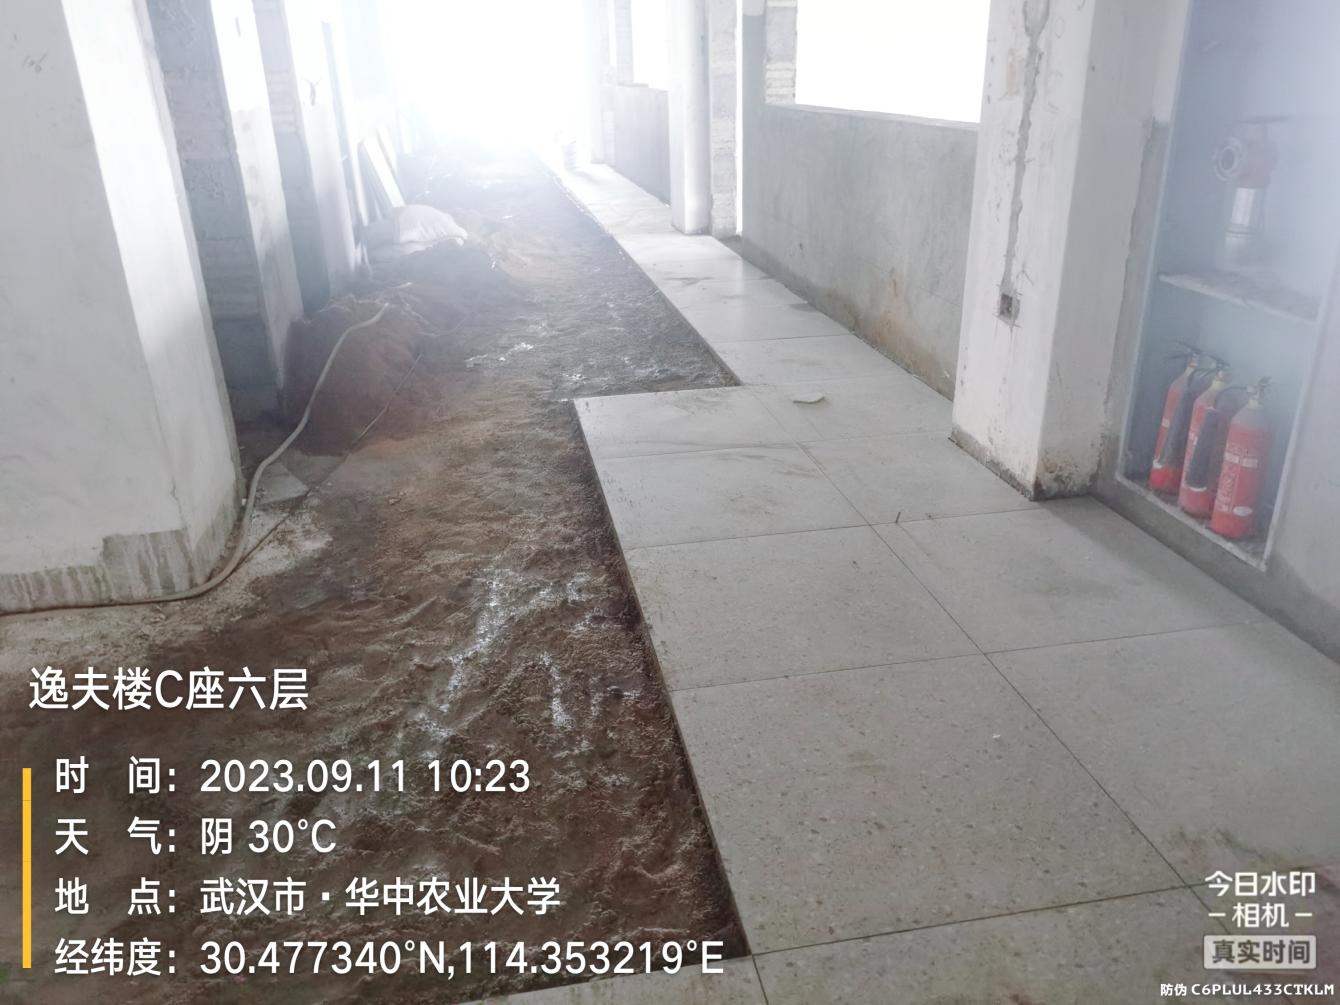 逸夫楼C座六层
时 间：2023.09.11 10:23
天 气：阴 30°C
地 点：武汉市·华中农业大学
经纬度：30.477340°N,114.353219°E
今日水印
－相机－
真实时间
防伪 C6PLUL433CTKLM